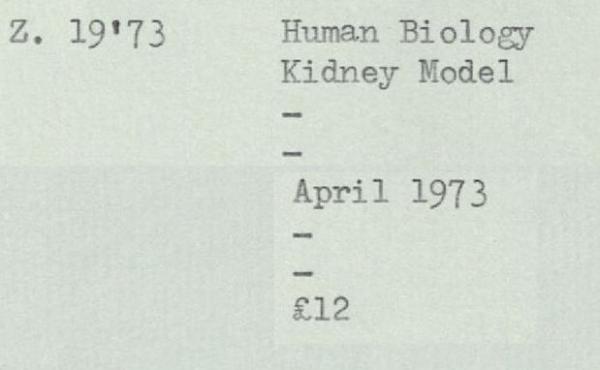 Z. 19'73 Human Biology
Kidney Model
-
-
April 1973
-
-
£12